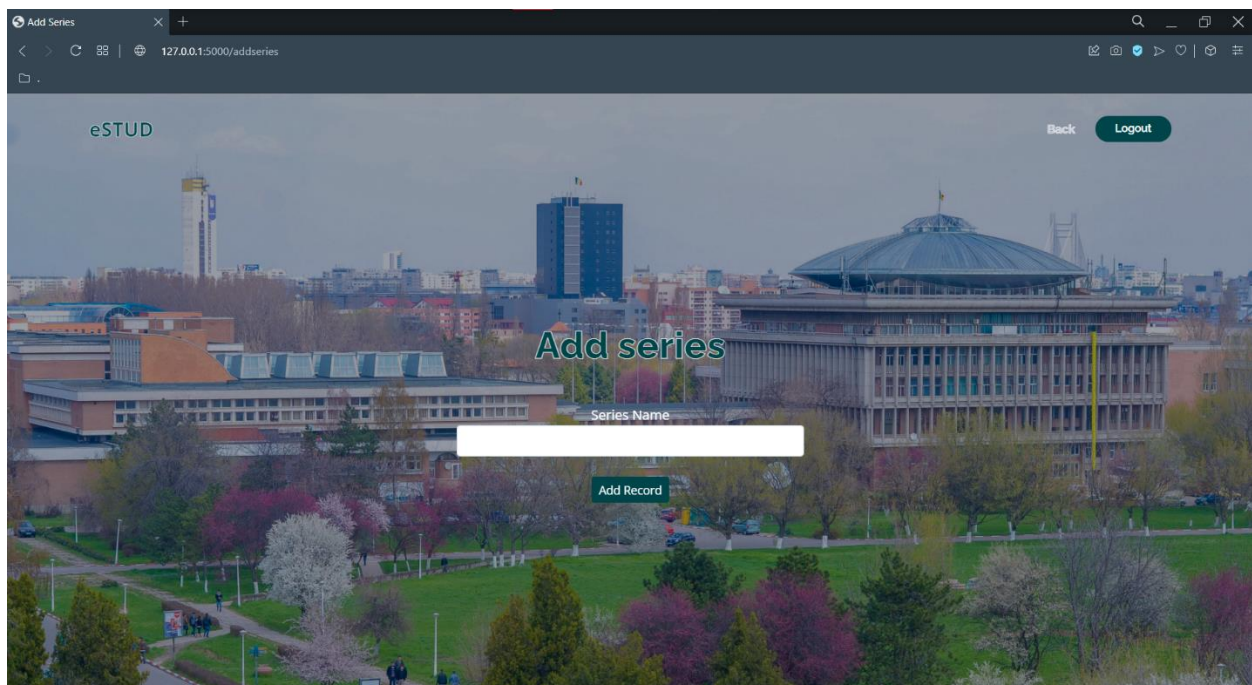 Add Series
127.0.0.1:5000/addseries
.
eSTUD
Back
Logout
Add series
Series Name
Add Record